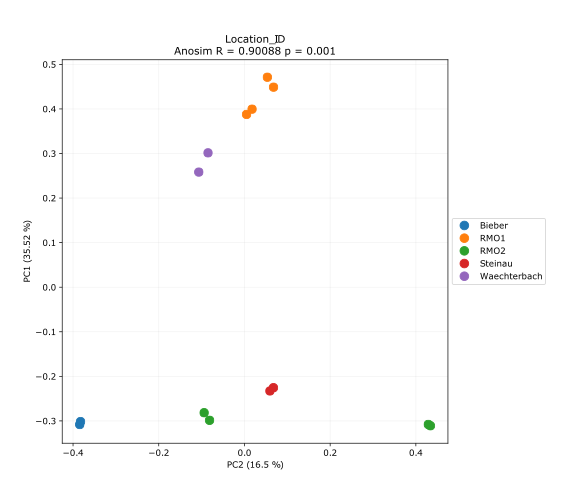 Location_ID
Anosim R = 0.90088 p = 0.001
0.5
0.4
0.3
0.2
0.1
0.0
−0.1
−0.2
−0.3
PC1 (35.52 %)
−0.4
−0.2
0.0
0.2
0.4
PC2 (16.5 %)
Bieber
RMO1
RMO2
Steinau
Waechterbach